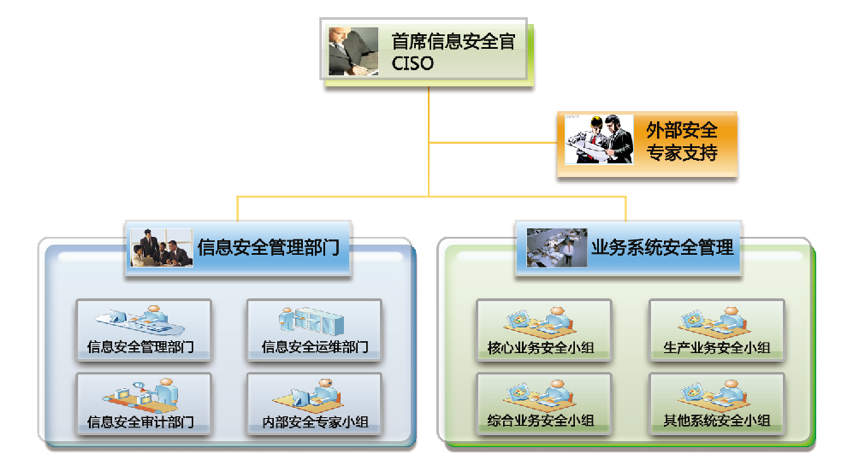 首席信息安全官
CISO
外部安全
专家支持
信息安全管理部门
业务系统安全管理
信息安全管理部门
信息安全运维部门
核心业务安全小组
生产业务安全小组
信息安全审计部门
内部安全专家小组
综合业务安全小组
其他系统安全小组